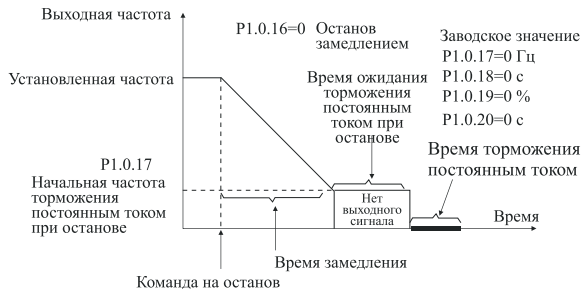 Выходная частота
P1.0.16=0 Останов
замедлением
Заводское значение
P1.0.17=0 Гц
P1.0.18=0 с
P1.0.19=0 %
P1.0.20=0 с
Установленная частота
Время ожидания
торможения
постоянным
током при
останове
Время торможения
постоянным током
P1.0.17
Начальная частота
торможения
постоянным током
при останове
Нет
выходного
сигнала
Время
Время замедления
Команда на останов